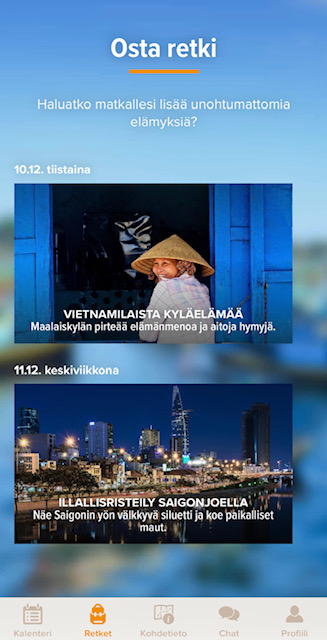 Osta retki
Haluatko matkallesi lisää unohtumattomia
elämyksiä?
10.12. tiistaina
VIETNAMILAISTA KYLÄELÄMÄÄ
Maalaiskylän pirteää elämänmenoa ja aitoja hymyjä.
11.12. keskiviikkona
ILLALLISRISTEILY SAIGONJOELLA
Näe Saigonin yön välkkyvä siluetti ja koe paikalliset
maut.
Kalenteri Retket Kohdetieto Chat Profiili